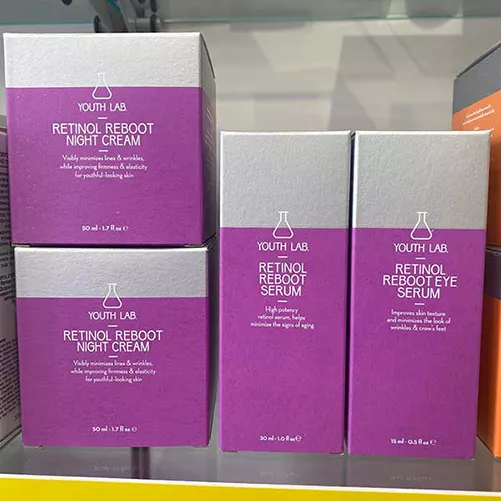 YOUTH LAB.
RETINOL REBOOT
NIGHT CREAM
Visibly minimizes lines & wrinkles,
while improving firmness & elasticity
for youthful-looking skin
50 ml - 1.7 fl oz ℮
YOUTH LAB.
RETINOL REBOOT
NIGHT CREAM
Visibly minimizes lines & wrinkles,
while improving firmness & elasticity
for youthful-looking skin
50 ml - 1.7 fl oz ℮
YOUTH LAB.
RETINOL
REBOOT
SERUM
High potency
retinol serum, helps
minimize the signs of aging
30 ml - 1.0 fl oz ℮
YOUTH LAB.
RETINOL
REBOOT EYE
SERUM
Improves skin texture
and minimizes the look of
wrinkles & crow's feet
15 ml - 0.5 fl oz ℮